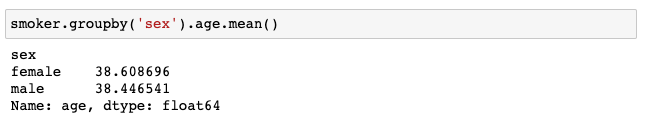 smoker.groupby('sex').age.mean()
sex
female    38.608696
male      38.446541
Name: age, dtype: float64